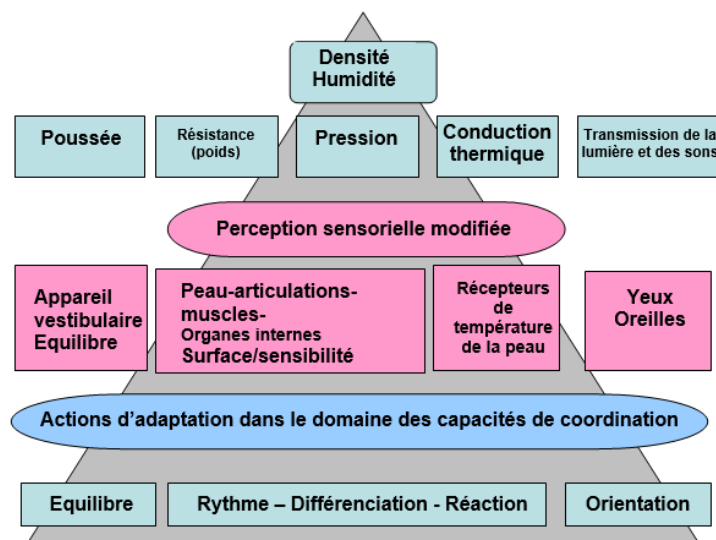 Densité
Humidité
Poussée
Résistance
(poids)
Pression
Conduction
thermique
Transmission de la
lumière et des sons
Perception sensorielle modifiée
Appareil
vestibulaire
Equilibre
Peau-articulations-
muscles-
Organes internes
Surface/sensibilité
Récepteurs
de
température
de la peau
Yeux
Oreilles
Actions d’adaptation dans le domaine des capacités de coordination
Equilibre
Rythme – Différenciation - Réaction
Orientation